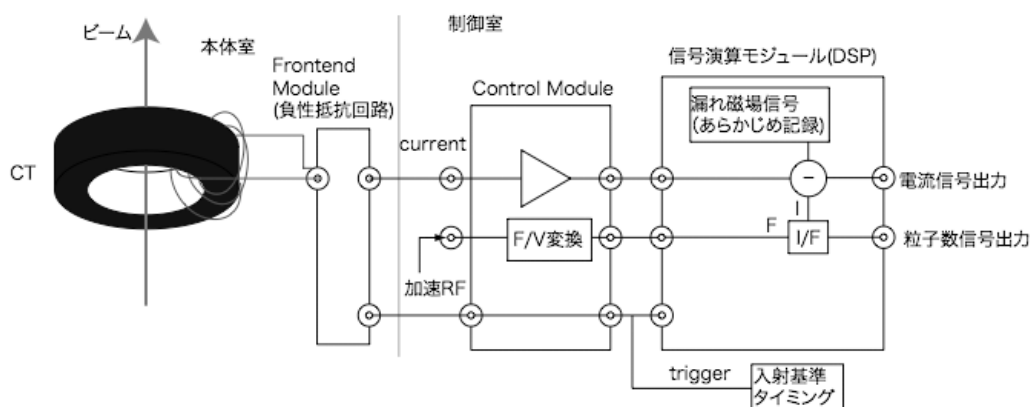 ビーム
本体室
制御室
Frontend
Module
(負性抵抗回路)
Control Module
信号演算モジュール(DSP)
漏れ磁場信号
(あらかじめ記録)
CT
current
電流信号出力
I
F
F/V変換
I/F
粒子数信号出力
加速RF
trigger
入射基準
タイミング